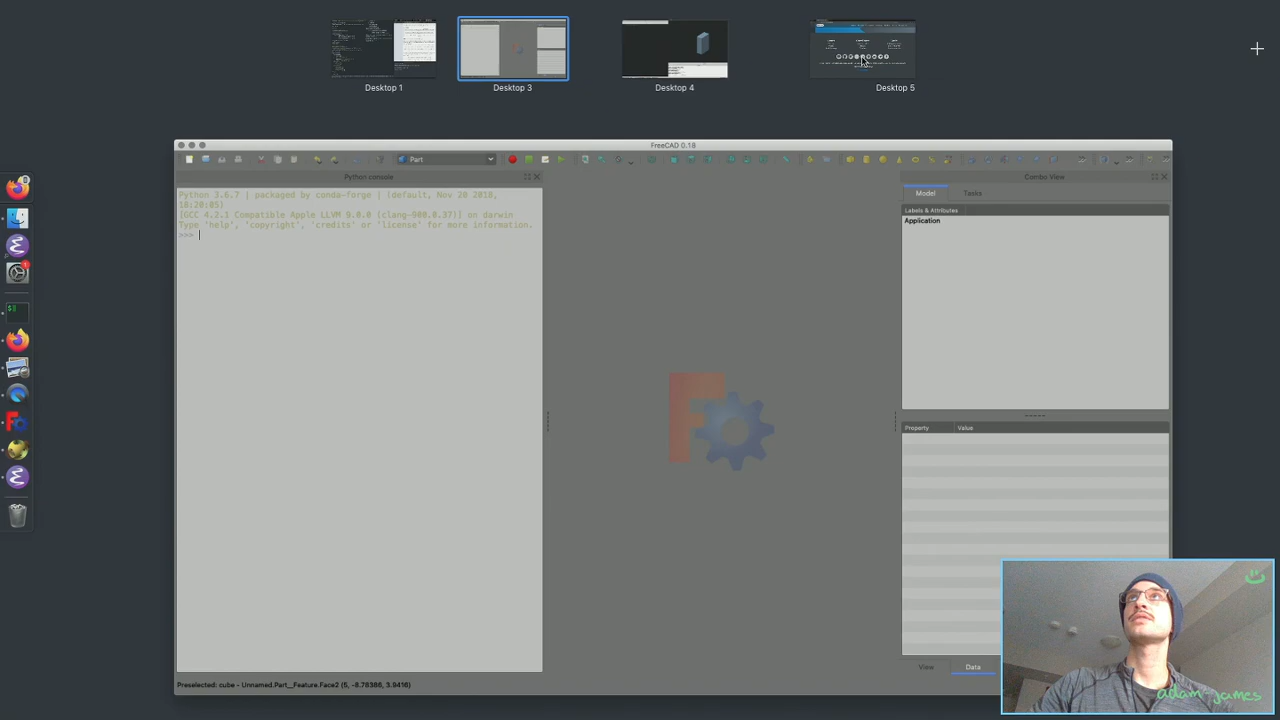 Desktop 1
Desktop 3
Desktop 4
Desktop 5
FreeCAD 0.18
Part
Python console
Combo View
Python 3.6.7 | packaged by conda-forge | (default, Nov 20 2018,
18:20:05)
[GCC 4.2.1 Compatible Apple LLVM 9.0.0 (clang-900.0.37)] on darwin
Type 'help', 'copyright', 'credits' or 'license' for more information.
>>>
Model
Tasks
Labels & Attributes
Application
Property
Value
View
Data
Preselected: cube - Unnamed.Part__Feature.Face2 (5, -8.78386, 3.9416)
adam-james